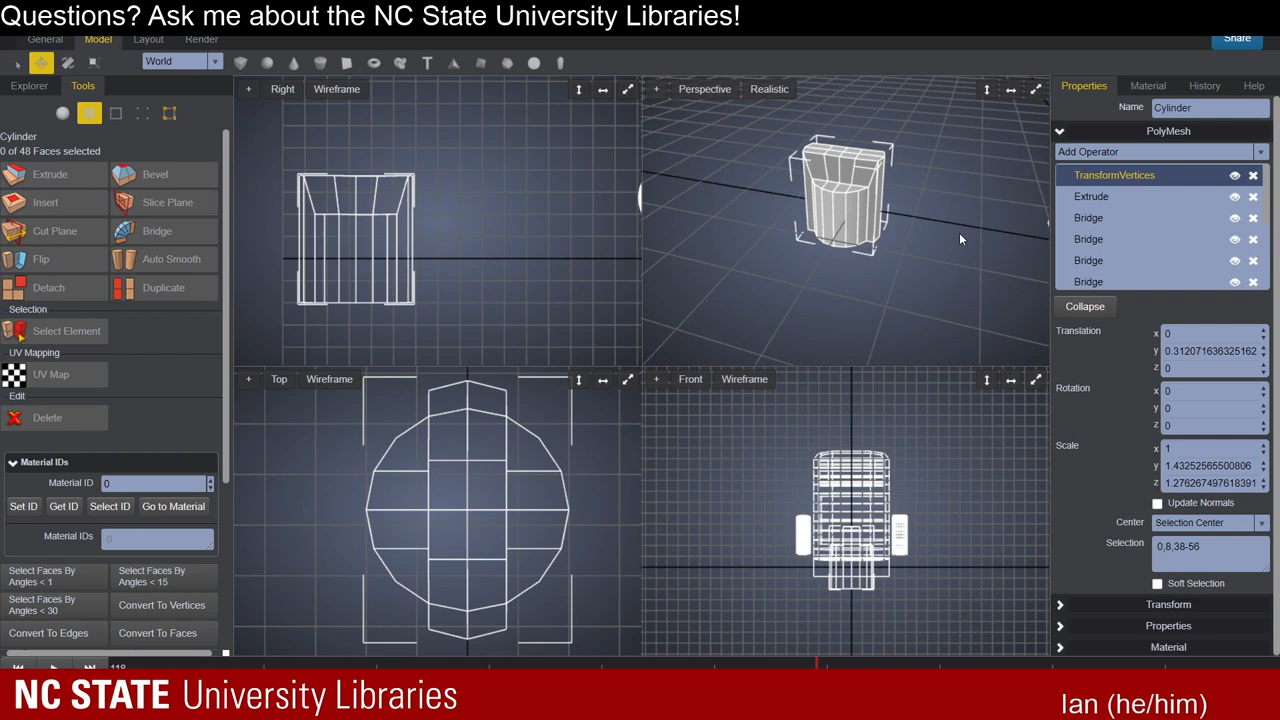 Questions? Ask me about the NC State University Libraries!
General Model Layout Render Share
World T
Explorer Tools
Right Wireframe
Perspective Realistic
Properties Material History Help
Name Cylinder
Cylinder
0 of 48 Faces selected
PolyMesh
Add Operator
Extrude Bevel
Insert Slice Plane
Cut Plane Bridge
Flip Auto Smooth
Detach Duplicate
Selection
Select Element
UV Mapping
UV Map
Edit
Delete
Material IDs
Material ID 0
Set ID Get ID Select ID Go to Material
Material IDs 0
Select Faces By Angles < 1
Select Faces By Angles < 15
Select Faces By Angles < 30
Convert To Vertices
Convert To Edges Convert To Faces
Top Wireframe
Front Wireframe
TransformVertices
Extrude
Bridge
Bridge
Bridge
Bridge
Collapse
Translation x 0
y 0.312071636325162
z 0
Rotation x 0
y 0
z 0
Scale x 1
y 1.43252565500806
z 1.276267497618391
Update Normals
Center Selection Center
Selection 0,8,38-56
Soft Selection
Transform
Properties
Material
118
NC STATE University Libraries
Ian (he/him)